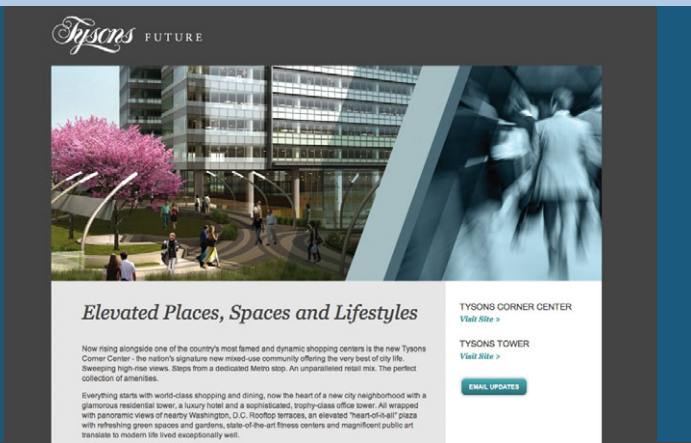 Tysons FUTURE
Elevated Places, Spaces and Lifestyles
Now rising alongside one of the country's most famed and dynamic shopping centers is the new Tysons
Corner Center - the nation's signature new mixed-use community offering the very best of city life.
Sweeping high-rise views. Steps from a dedicated Metro stop. An unparalleled retail mix. The perfect
collection of amenities.
Everything starts with world-class shopping and dining, now the heart of a new city neighborhood with a
glamorous residential tower, a luxury hotel and a sophisticated, trophy-class office tower. All wrapped
with panoramic views of nearby Washington, D.C. Rooftop terraces, an elevated "heart-of-it-all" plaza
with refreshing green spaces and gardens, state-of-the-art fitness centers and magnificent public art
translate to modern life lived exceptionally well.
TYSONS CORNER CENTER
Visit Site >
TYSONS TOWER
Visit Site >
EMAIL UPDATES